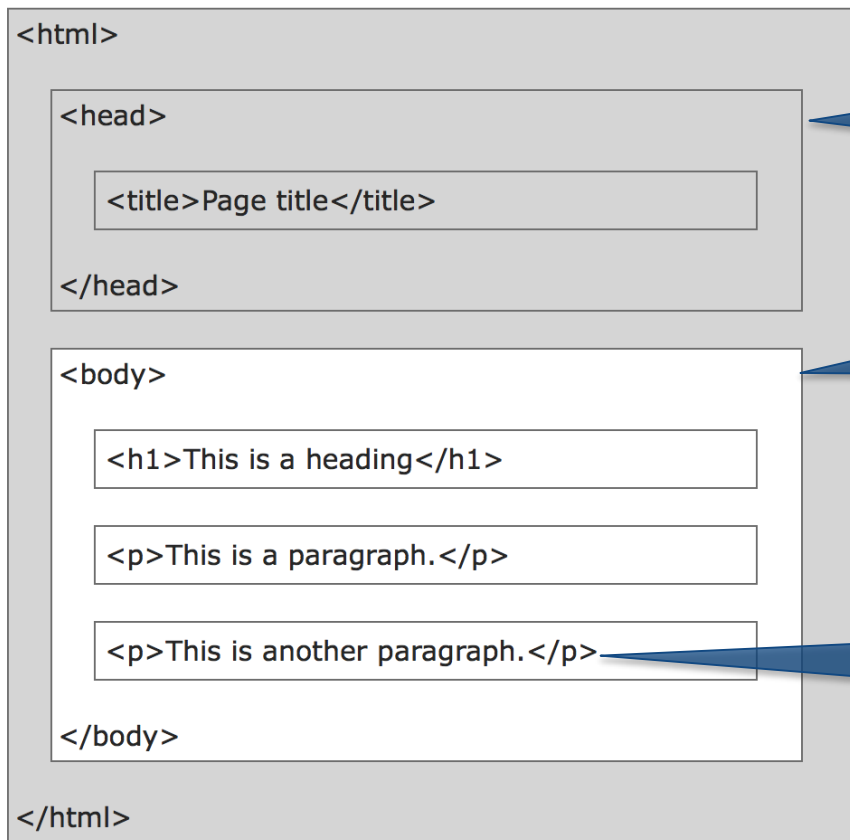 <html>
<head>
<title>Page title</title>
</head>
<body>
<h1>This is a heading</h1>
<p>This is a paragraph.</p>
<p>This is another paragraph.</p>
</body>
</html>